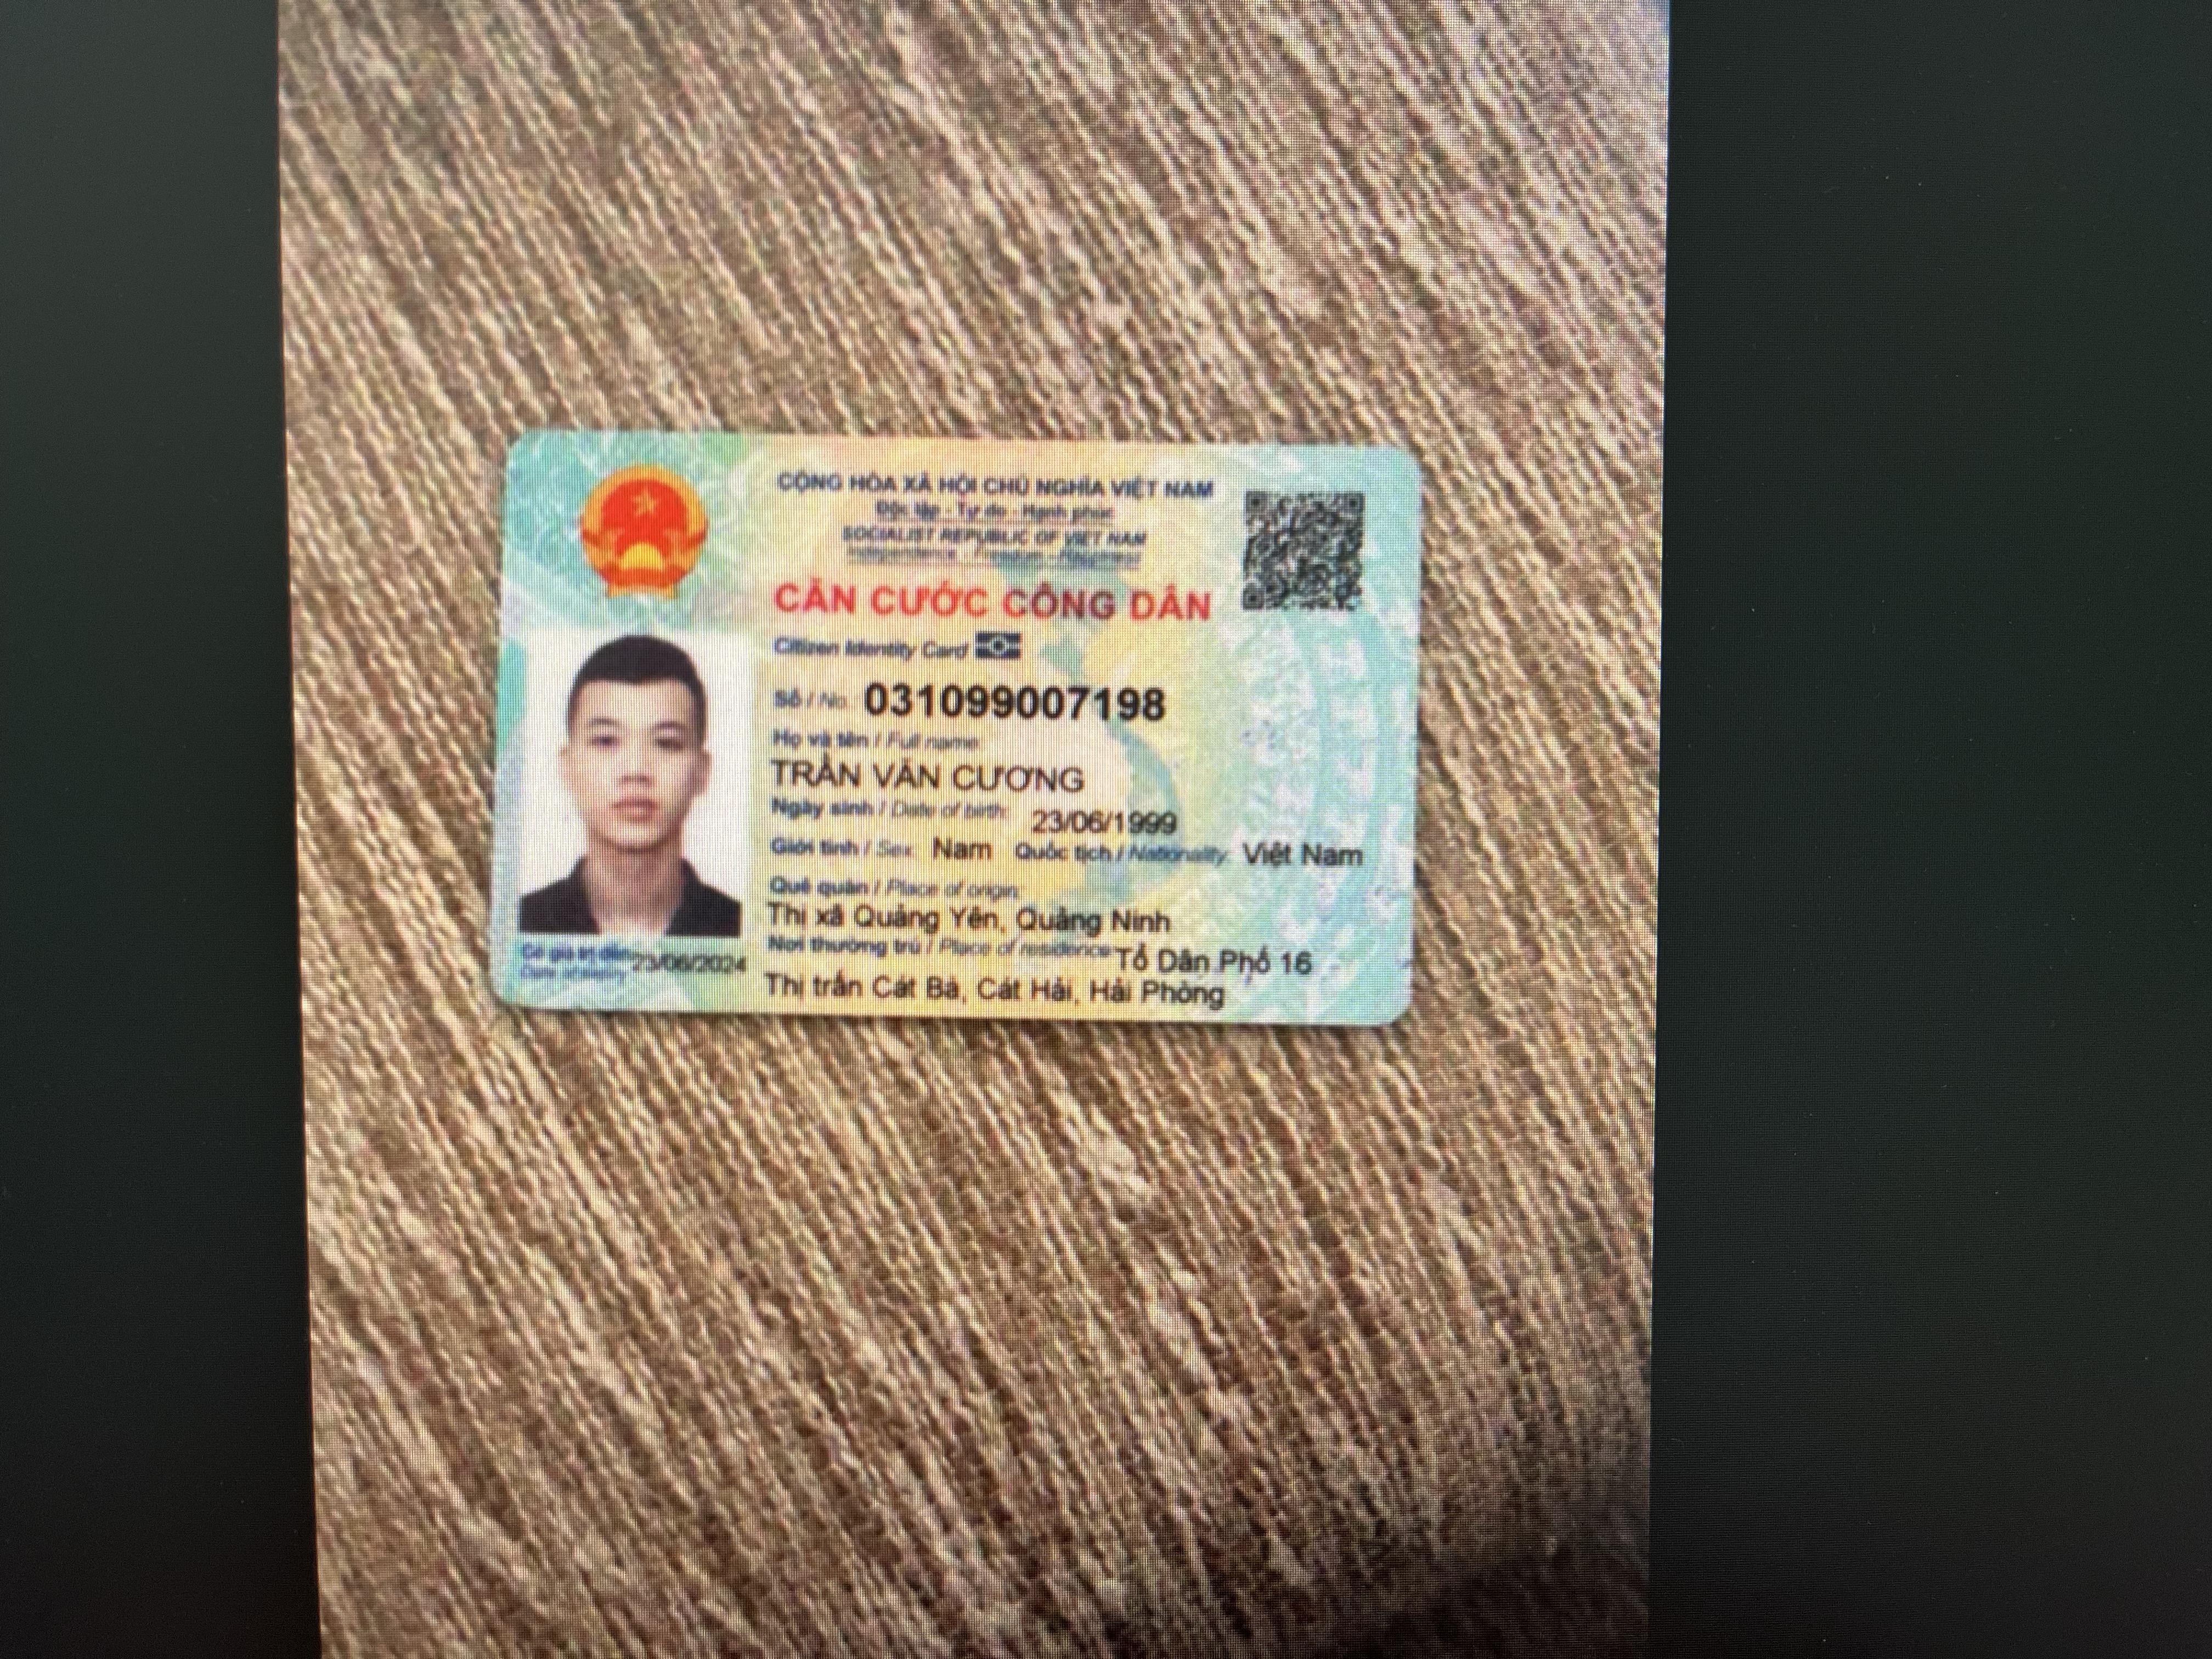 CỘNG HÒA XÃ HỘI CHỦ NGHĨA VIỆT NAM
Độc lập - Tự do - Hạnh phúc
SOCIALIST REPUBLIC OF VIET NAM
Independence - Freedom - Happiness
CĂN CƯỚC CÔNG DÂN
Citizen Identity Card
Số / No. 031099007198
Họ và tên / Full name:
TRẦN VĂN CƯƠNG
Ngày sinh / Date of birth: 23/06/1999
Giới tính / Sex: Nam Quốc tịch / Nationality: Việt Nam
Quê quán / Place of origin:
Thị xã Quảng Yên, Quảng Ninh
Nơi thường trú / Place of residence: Tổ Dân Phố 16
Thị trấn Cát Bà, Cát Hải, Hải Phòng
Có giá trị đến: 23/06/2024
Date of expiry